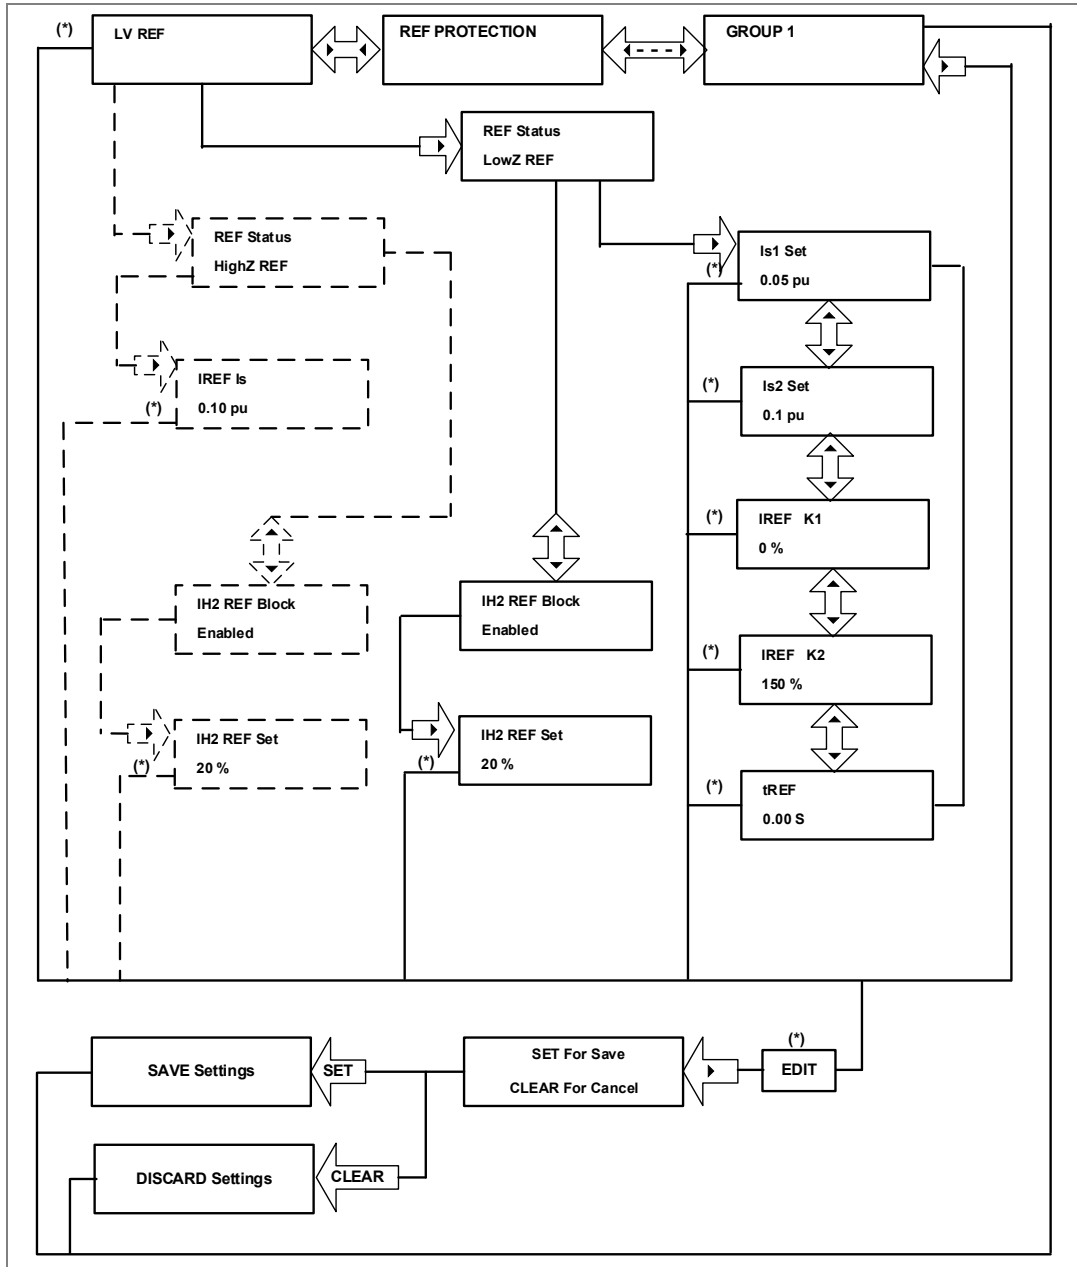 (*)
LV REF
REF PROTECTION
GROUP 1
REF Status
LowZ REF
REF Status
HighZ REF
Is1 Set
0.05 pu
(*)
IREF Is
0.10 pu
(*)
Is2 Set
0.1 pu
(*)
IREF K1
0 %
(*)
IH2 REF Block
Enabled
IH2 REF Block
Enabled
IREF K2
150 %
(*)
IH2 REF Set
20 %
(*)
IH2 REF Set
20 %
(*)
tREF
0.00 S
(*)
(*)
EDIT
SET For Save
CLEAR For Cancel
SET
SAVE Settings
CLEAR
DISCARD Settings